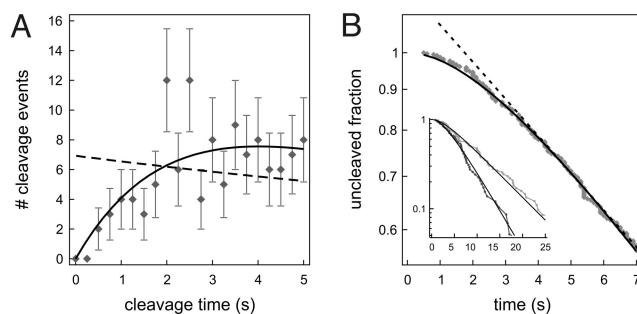 A
# cleavage events
16
14
12
10
8
6
4
2
0
0 1 2 3 4 5
cleavage time (s)
B
uncleaved fraction
1
0.9
0.8
0.7
0.6
1
0.1
0 5 10 15 20 25
0 1 2 3 4 5 6 7
time (s)